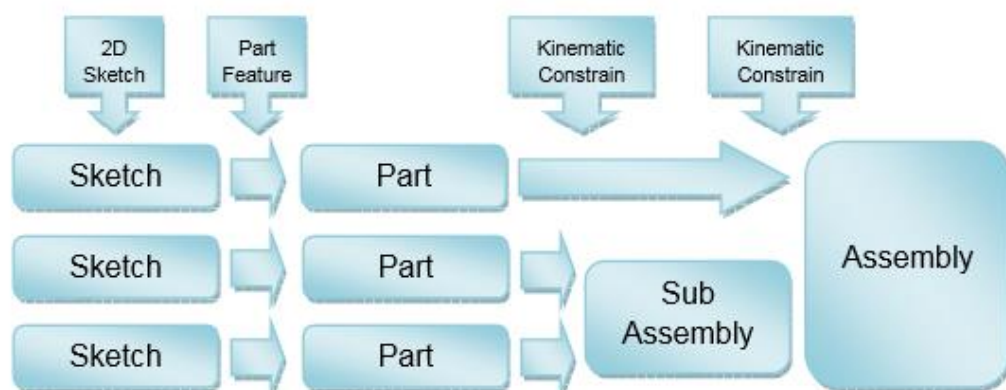 2D
Sketch
Part
Feature
Kinematic
Constrain
Kinematic
Constrain
Sketch
Part
Sketch
Part
Sketch
Part
Sub
Assembly
Assembly